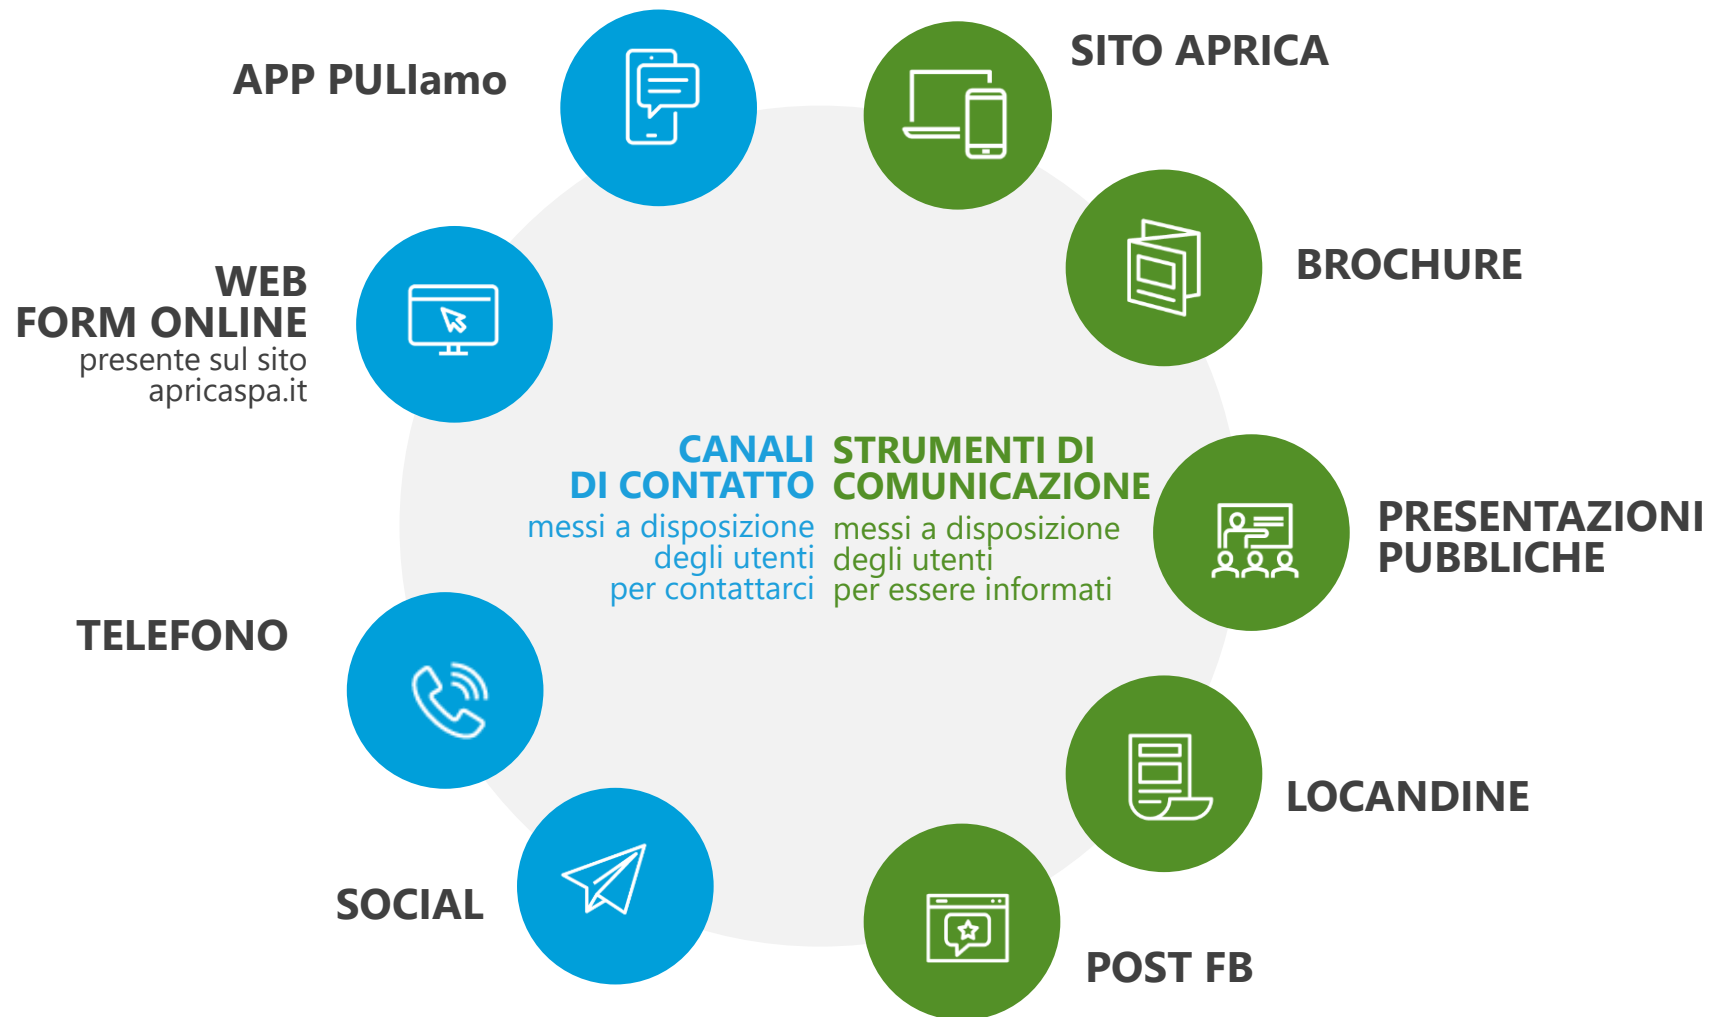 APP PULIamo
SITO APRICA
WEB
FORM ONLINE
presente sul sito
apricaspa.it
BROCHURE
CANALI
DI CONTATTO
messi a disposizione
degli utenti
per contattarci
STRUMENTI DI
COMUNICAZIONE
messi a disposizione
degli utenti
per essere informati
PRESENTAZIONI
PUBBLICHE
TELEFONO
LOCANDINE
SOCIAL
POST FB